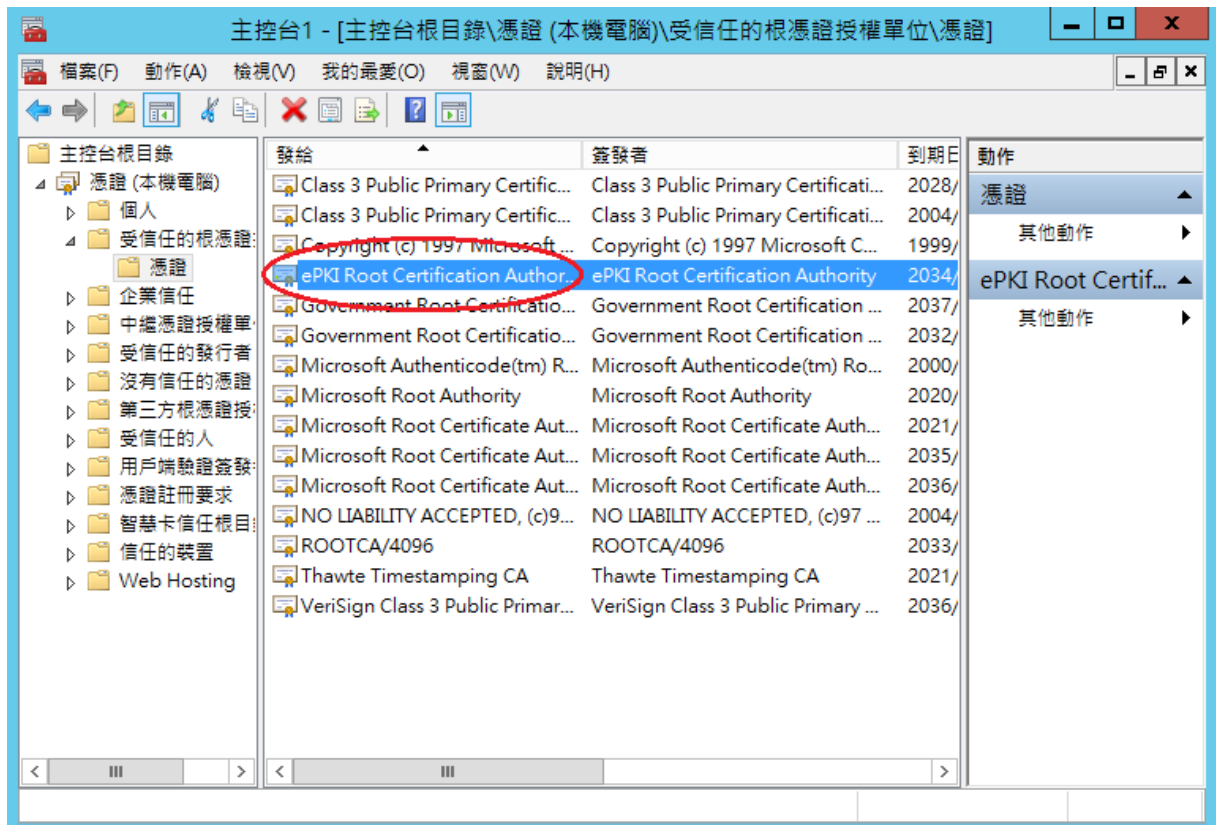 主控台1 - [主控台根目錄\憑證 (本機電腦)\受信任的根憑證授權單位\憑證]
檔案(F) 動作(A) 檢視(V) 我的最愛(O) 視窗(W) 說明(H)
主控台根目錄
憑證 (本機電腦)
個人
受信任的根憑證
憑證
企業信任
中繼憑證授權單
受信任的發行者
沒有信任的憑證
第三方根憑證授
受信任的人
用戶端驗證簽發
憑證註冊要求
智慧卡信任根目
信任的裝置
Web Hosting
發給 簽發者 到期日
Class 3 Public Primary Certific... Class 3 Public Primary Certificati... 2028/
Class 3 Public Primary Certific... Class 3 Public Primary Certificati... 2004/
Copyright (c) 1997 Microsoft ... Copyright (c) 1997 Microsoft C... 1999/
ePKI Root Certification Author... ePKI Root Certification Authority 2034/
Government Root Certificatio... Government Root Certification ... 2037/
Government Root Certificatio... Government Root Certification ... 2032/
Microsoft Authenticode(tm) R... Microsoft Authenticode(tm) Ro... 2000/
Microsoft Root Authority Microsoft Root Authority 2020/
Microsoft Root Certificate Aut... Microsoft Root Certificate Auth... 2021/
Microsoft Root Certificate Aut... Microsoft Root Certificate Auth... 2035/
Microsoft Root Certificate Aut... Microsoft Root Certificate Auth... 2036/
NO LIABILITY ACCEPTED, (c)9... NO LIABILITY ACCEPTED, (c)97 ... 2004/
ROOTCA/4096 ROOTCA/4096 2033/
Thawte Timestamping CA Thawte Timestamping CA 2021/
VeriSign Class 3 Public Primar... VeriSign Class 3 Public Primary ... 2036/
動作
憑證
其他動作
ePKI Root Certif...
其他動作